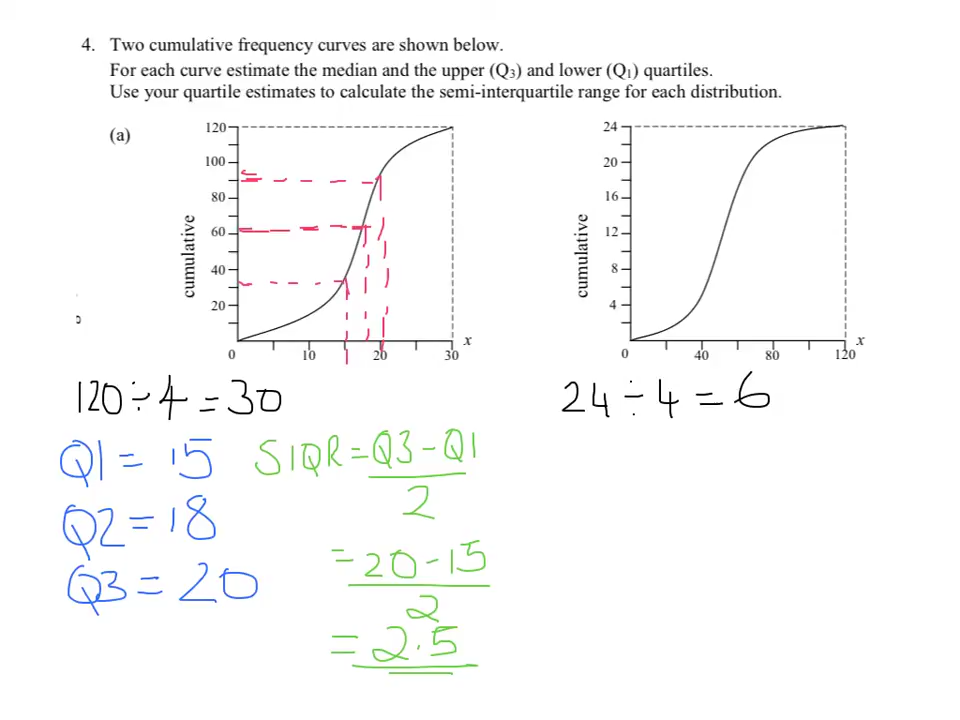 4. Two cumulative frequency curves are shown below.
For each curve estimate the median and the upper (Q3) and lower (Q1) quartiles.
Use your quartile estimates to calculate the semi-interquartile range for each distribution.
(a)
120
100
80
60
40
20
0
10
20
30
x
cumulative
24
20
16
12
8
4
0
40
80
120
x
cumulative
120 ÷ 4 = 30
24 ÷ 4 = 6
Q1 = 15
Q2 = 18
Q3 = 20
SIQR = Q3 - Q1
2
= 20 - 15
2
= 2.5